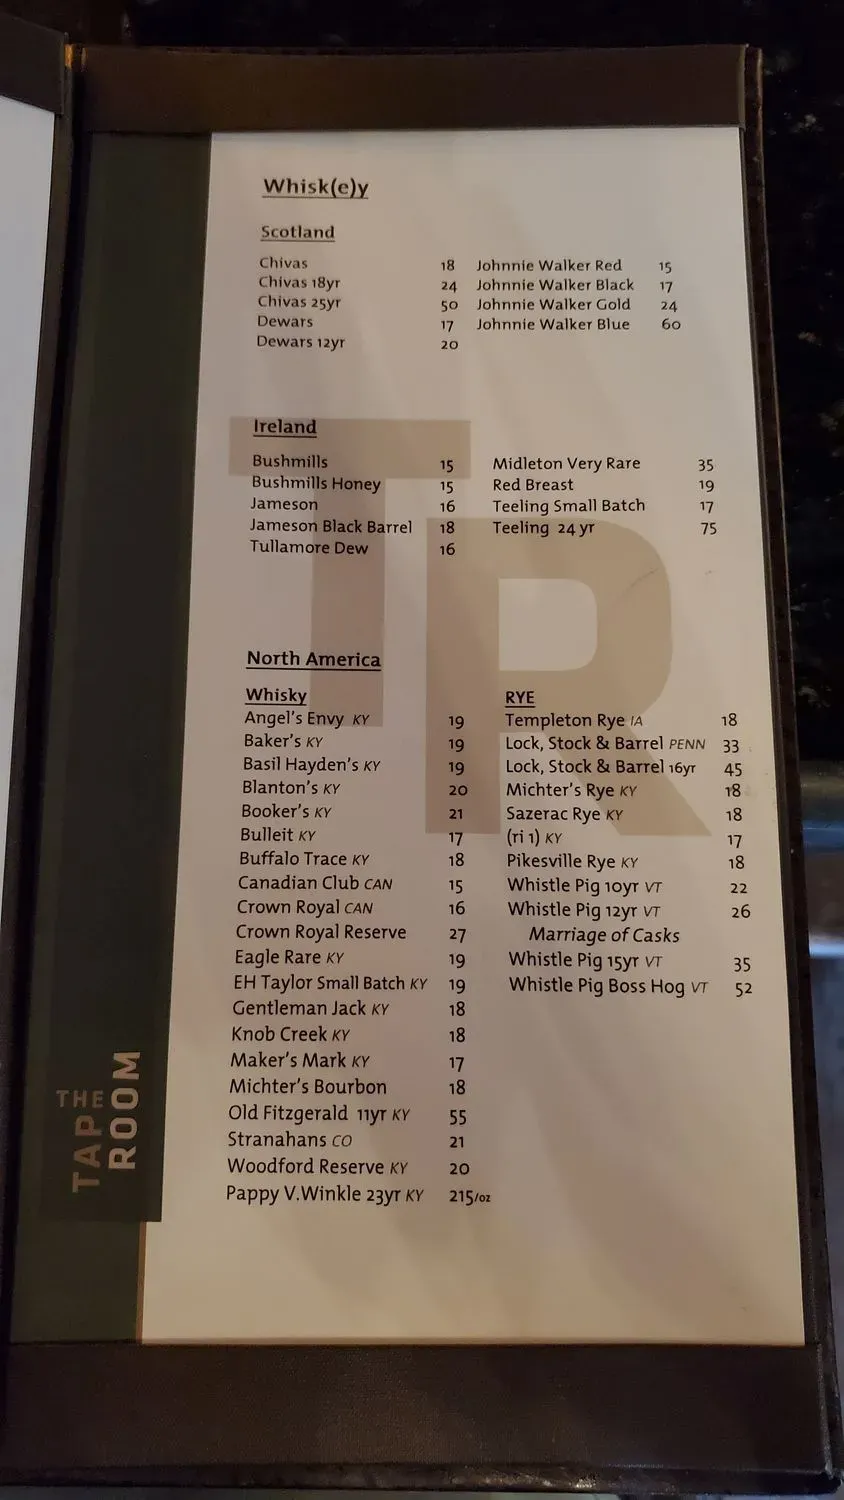 Whisk(e)y
Scotland
Chivas 18
Chivas 18yr 24
Chivas 25yr 50
Dewars 17
Dewars 12yr 20
Johnnie Walker Red 15
Johnnie Walker Black 17
Johnnie Walker Gold 24
Johnnie Walker Blue 60
Ireland
Bushmills 15
Bushmills Honey 15
Jameson 16
Jameson Black Barrel 18
Tullamore Dew 16
Midleton Very Rare 35
Red Breast 19
Teeling Small Batch 17
Teeling 24 yr 75
North America
Whisky
Angel's Envy KY 19
Baker's KY 19
Basil Hayden's KY 19
Blanton's KY 20
Booker's KY 21
Bulleit KY 17
Buffalo Trace KY 18
Canadian Club CAN 15
Crown Royal CAN 16
Crown Royal Reserve 27
Eagle Rare KY 19
EH Taylor Small Batch KY 19
Gentleman Jack KY 18
Knob Creek KY 18
Maker's Mark KY 17
Michter's Bourbon 18
Old Fitzgerald 11yr KY 55
Stranahans CO 21
Woodford Reserve KY 20
Pappy V.Winkle 23yr KY 215/oz
RYE
Templeton Rye IA 18
Lock, Stock & Barrel PENN 33
Lock, Stock & Barrel 16yr 45
Michter's Rye KY 18
Sazerac Rye KY 18
(ri 1) KY 17
Pikesville Rye KY 18
Whistle Pig 10yr VT 22
Whistle Pig 12yr VT 26
Marriage of Casks
Whistle Pig 15yr VT 35
Whistle Pig Boss Hog VT 52
TR
THE
TAP
ROOM